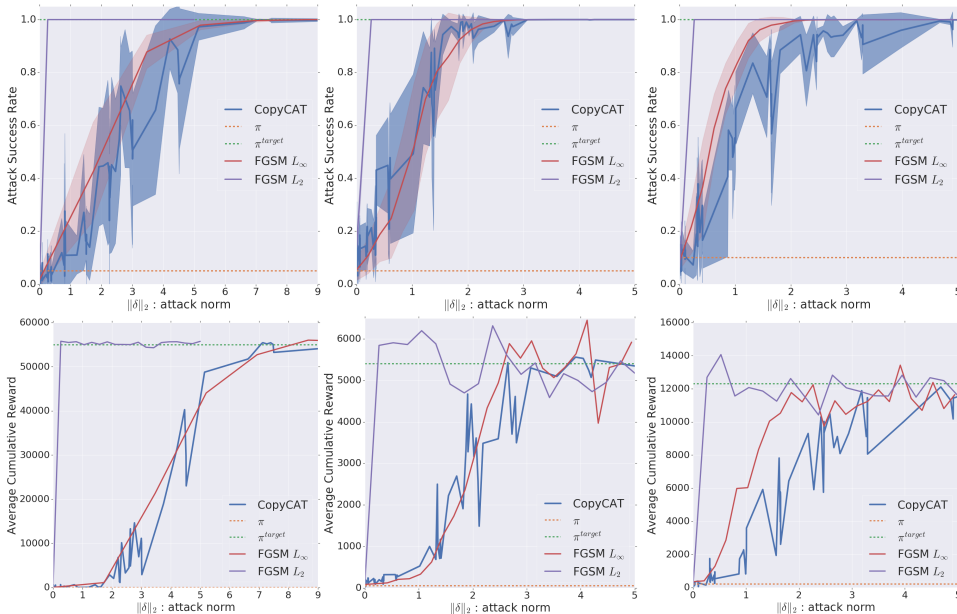 Attack Success Rate
1.0
0.8
0.6
0.4
0.2
0.0
CopyCAT
π
π^target
FGSM L∞
FGSM L₂
0 1 2 3 4 5 6 7 8 9
‖δ‖₂ : attack norm
Attack Success Rate
1.0
0.8
0.6
0.4
0.2
0.0
CopyCAT
π
π^target
FGSM L∞
FGSM L₂
0 1 2 3 4 5
‖δ‖₂ : attack norm
Attack Success Rate
1.0
0.8
0.6
0.4
0.2
0.0
CopyCAT
π
π^target
FGSM L∞
FGSM L₂
0 1 2 3 4 5
‖δ‖₂ : attack norm
Average Cumulative Reward
60000
50000
40000
30000
20000
10000
0
CopyCAT
π
π^target
FGSM L∞
FGSM L₂
0 1 2 3 4 5 6 7 8 9
‖δ‖₂ : attack norm
Average Cumulative Reward
6000
5000
4000
3000
2000
1000
0
CopyCAT
π
π^target
FGSM L∞
FGSM L₂
0 1 2 3 4 5
‖δ‖₂ : attack norm
Average Cumulative Reward
16000
14000
12000
10000
8000
6000
4000
2000
0
CopyCAT
π
π^target
FGSM L∞
FGSM L₂
0 1 2 3 4 5
‖δ‖₂ : attack norm